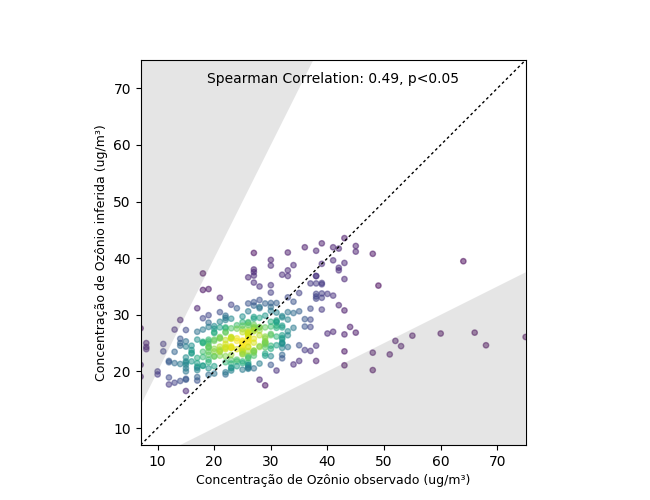 Spearman Correlation: 0.49, p<0.05
70
60
50
40
30
20
10
Concentração de Ozônio inferida (ug/m³)
10 20 30 40 50 60 70
Concentração de Ozônio observado (ug/m³)